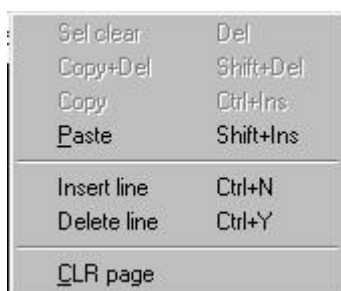 Sel clear Del
Copy+Del Shift+Del
Copy Ctrl+Ins
Paste Shift+Ins
Insert line Ctrl+N
Delete line Ctrl+Y
CLR page